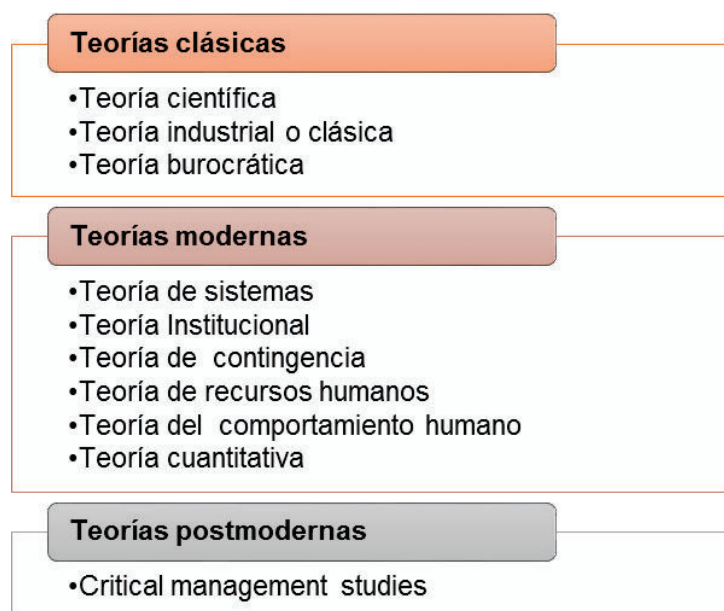 Teorías clásicas
•Teoría científica
•Teoría industrial o clásica
•Teoría burocrática
Teorías modernas
•Teoría de sistemas
•Teoría Institucional
•Teoría de contingencia
•Teoría de recursos humanos
•Teoría del comportamiento humano
•Teoría cuantitativa
Teorías postmodernas
•Critical management studies